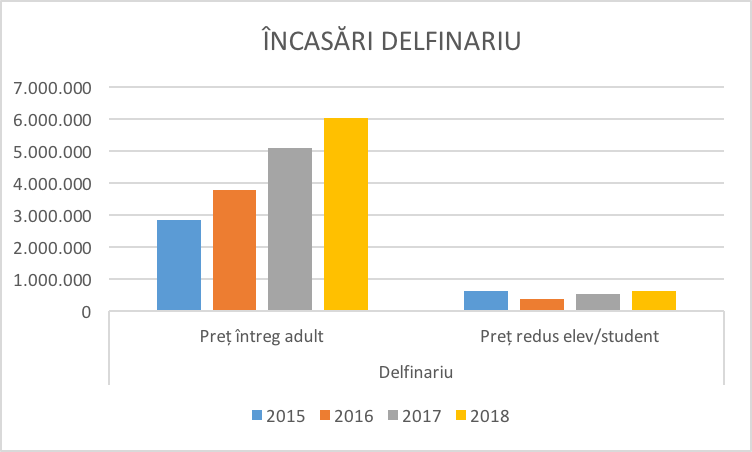 ÎNCASĂRI DELFINARIU
7.000.000
6.000.000
5.000.000
4.000.000
3.000.000
2.000.000
1.000.000
0
Preț întreg adult
Preț redus elev/student
Delfinariu
2015 2016 2017 2018